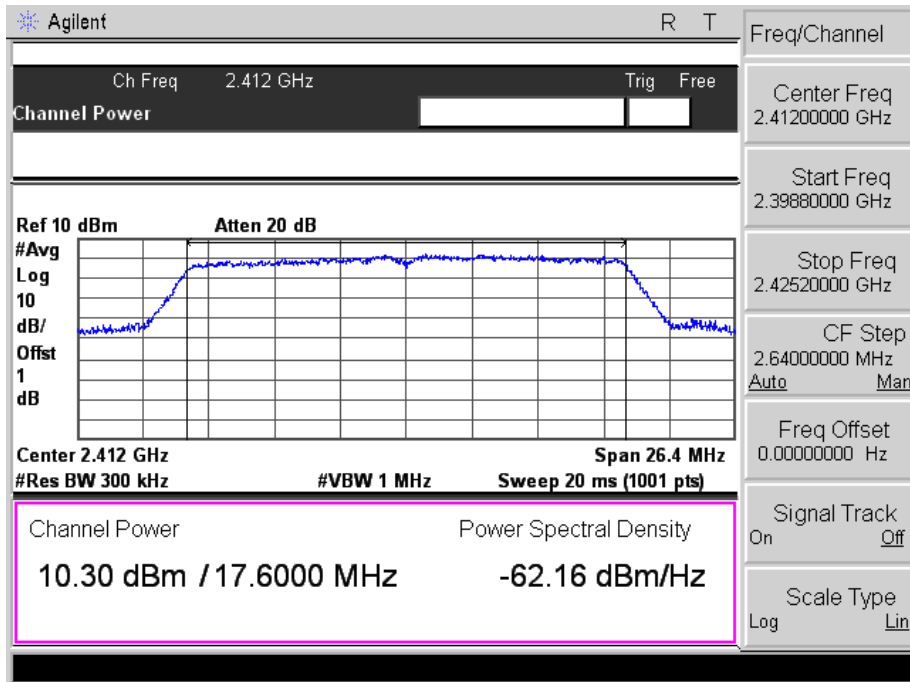 Agilent R T
Ch Freq 2.412 GHz Trig Free
Channel Power
Ref 10 dBm Atten 20 dB
#Avg
Log
10
dB/
Offst
1
dB
Center 2.412 GHz Span 26.4 MHz
#Res BW 300 kHz #VBW 1 MHz Sweep 20 ms (1001 pts)
Channel Power Power Spectral Density
10.30 dBm / 17.6000 MHz -62.16 dBm/Hz
Freq/Channel
Center Freq
2.41200000 GHz
Start Freq
2.39880000 GHz
Stop Freq
2.42520000 GHz
CF Step
2.64000000 MHz
Auto Man
Freq Offset
0.00000000 Hz
Signal Track
On Off
Scale Type
Log Lin